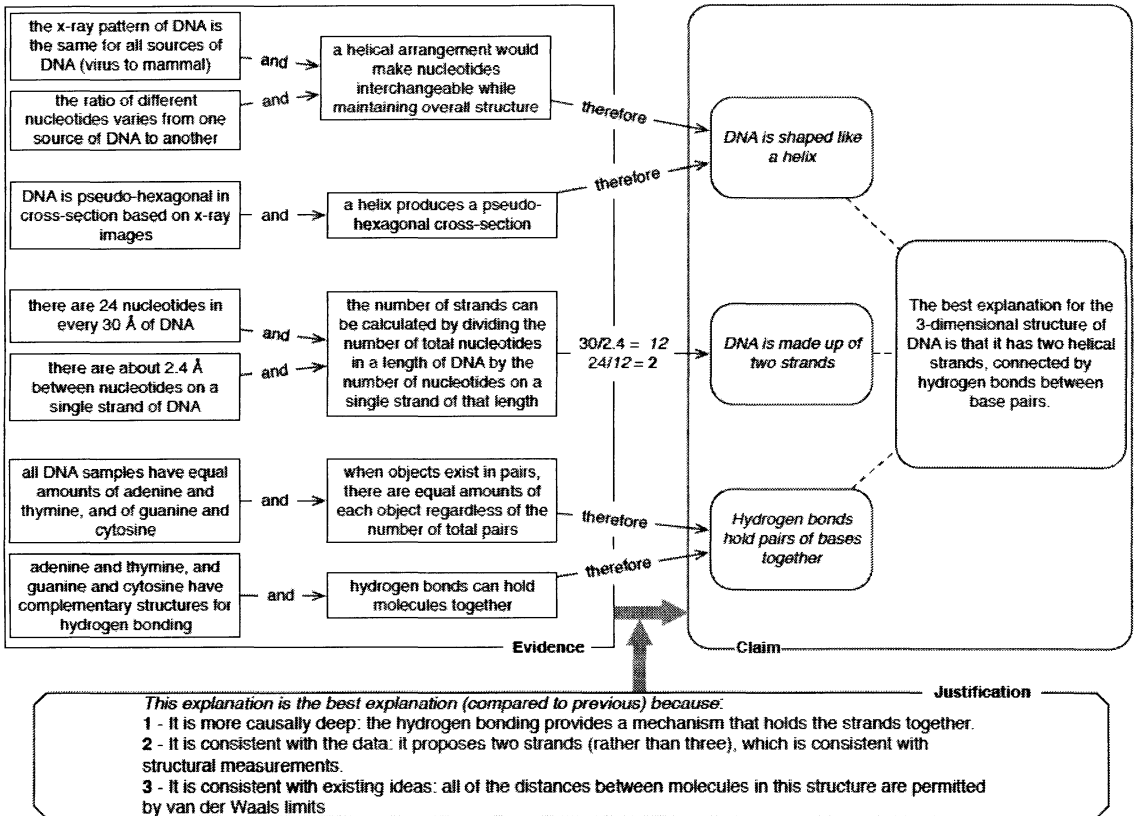 the x-ray pattern of DNA is
the same for all sources of
DNA (virus to mammal)
and
the ratio of different
nucleotides varies from one
source of DNA to another
and
a helical arrangement would
make nucleotides
interchangeable while
maintaining overall structure
therefore
DNA is pseudo-hexagonal in
cross-section based on x-ray
images
and
a helix produces a pseudo-
hexagonal cross-section
therefore
DNA is shaped like
a helix
there are 24 nucleotides in
every 30 Å of DNA
and
there are about 2.4 Å
between nucleotides on a
single strand of DNA
and
the number of strands can
be calculated by dividing the
number of total nucleotides
in a length of DNA by the
number of nucleotides on a
single strand of that length
30/2.4 = 12
24/12 = 2
DNA is made up of
two strands
The best explanation for the
3-dimensional structure of
DNA is that it has two helical
strands, connected by
hydrogen bonds between
base pairs.
all DNA samples have equal
amounts of adenine and
thymine, and of guanine and
cytosine
and
when objects exist in pairs,
there are equal amounts of
each object regardless of the
number of total pairs
therefore
adenine and thymine, and
guanine and cytosine have
complementary structures for
hydrogen bonding
and
hydrogen bonds can hold
molecules together
therefore
Hydrogen bonds
hold pairs of bases
together
Evidence
Claim
Justification
This explanation is the best explanation (compared to previous) because:
1 - It is more causally deep: the hydrogen bonding provides a mechanism that holds the strands together.
2 - It is consistent with the data: it proposes two strands (rather than three), which is consistent with
structural measurements.
3 - It is consistent with existing ideas: all of the distances between molecules in this structure are permitted
by van der Waals limits